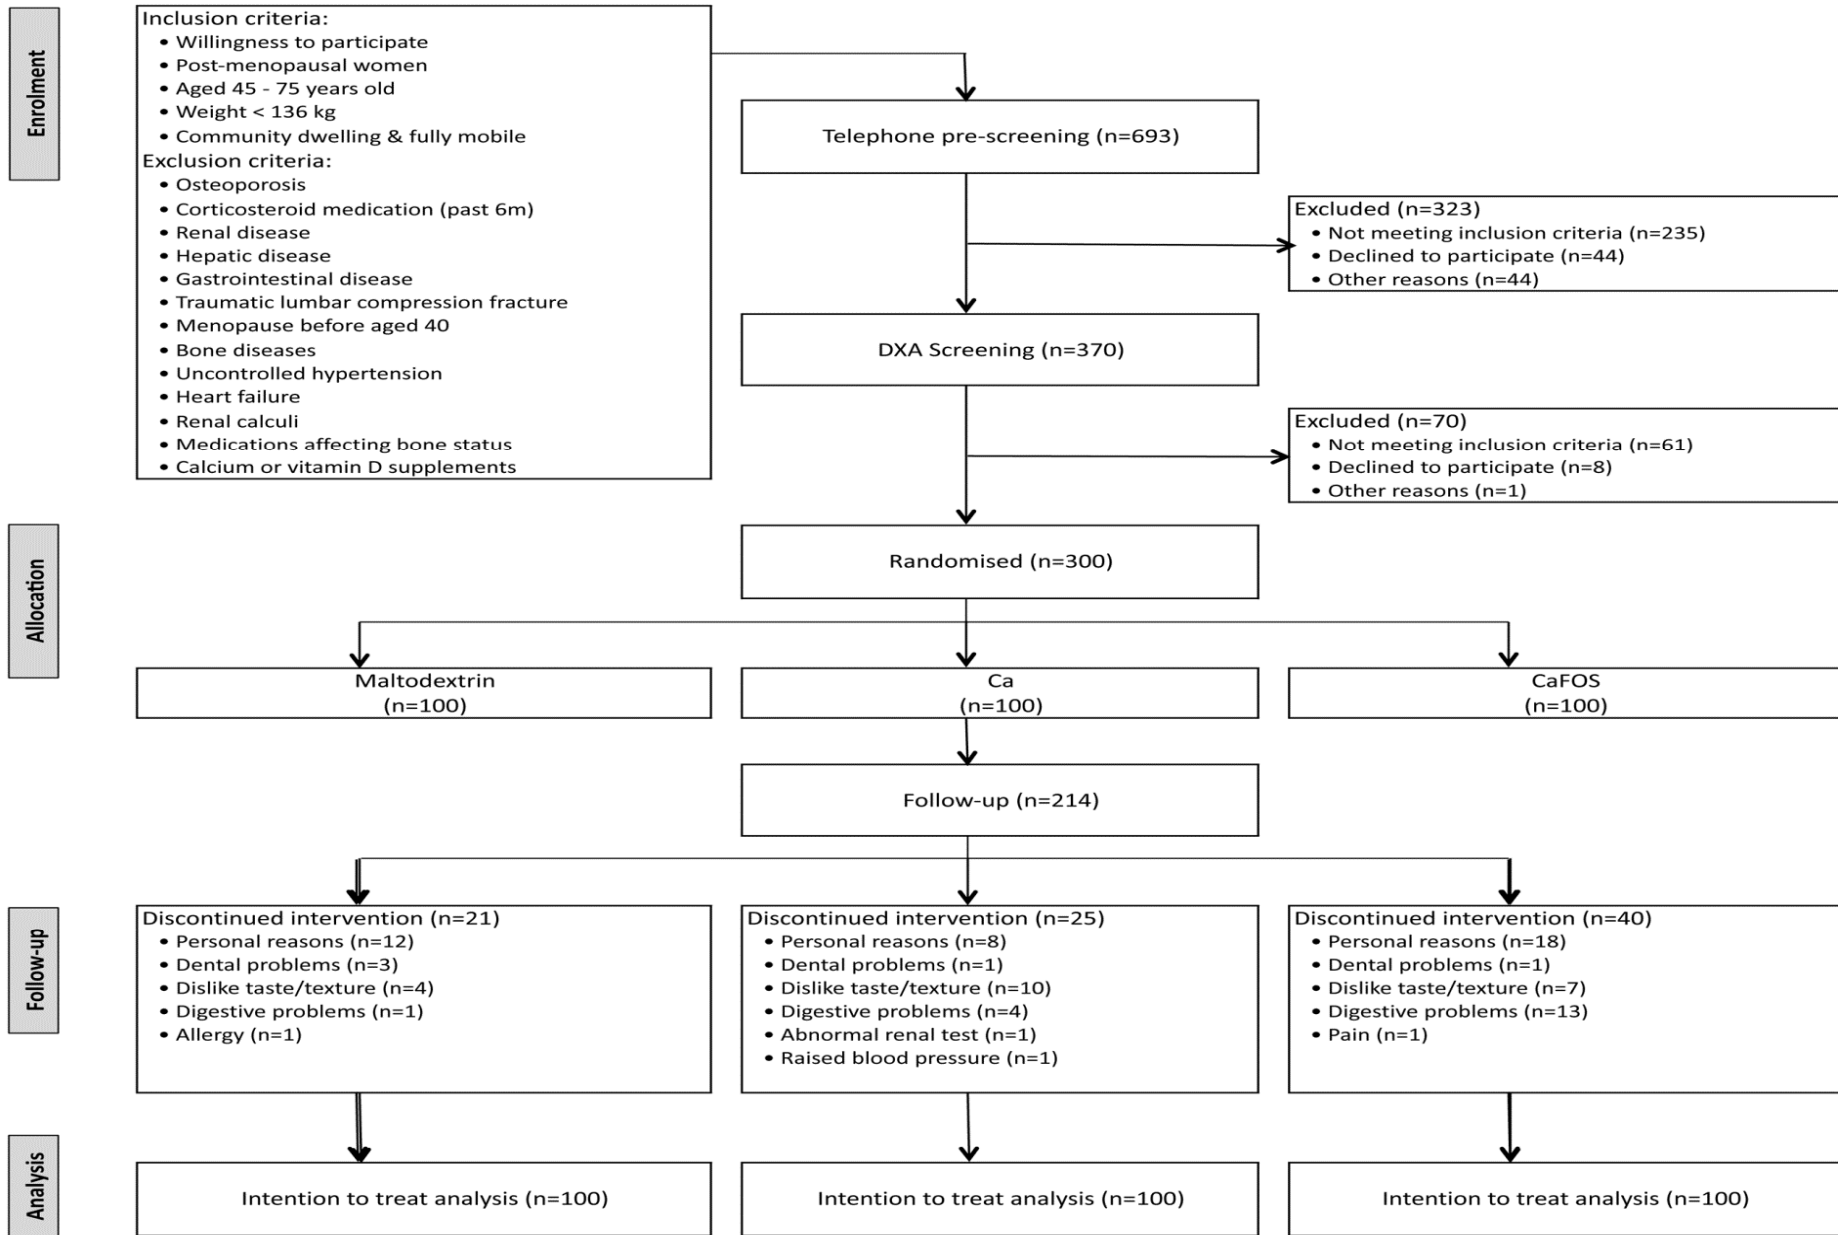 Enrolment
Inclusion criteria:
• Willingness to participate
• Post-menopausal women
• Aged 45 - 75 years old
• Weight < 136 kg
• Community dwelling & fully mobile
Exclusion criteria:
• Osteoporosis
• Corticosteroid medication (past 6m)
• Renal disease
• Hepatic disease
• Gastrointestinal disease
• Traumatic lumbar compression fracture
• Menopause before aged 40
• Bone diseases
• Uncontrolled hypertension
• Heart failure
• Renal calculi
• Medications affecting bone status
• Calcium or vitamin D supplements
Telephone pre-screening (n=693)
Excluded (n=323)
• Not meeting inclusion criteria (n=235)
• Declined to participate (n=44)
• Other reasons (n=44)
DXA Screening (n=370)
Excluded (n=70)
• Not meeting inclusion criteria (n=61)
• Declined to participate (n=8)
• Other reasons (n=1)
Allocation
Randomised (n=300)
Maltodextrin
(n=100)
Ca
(n=100)
CaFOS
(n=100)
Follow-up (n=214)
Follow-up
Discontinued intervention (n=21)
• Personal reasons (n=12)
• Dental problems (n=3)
• Dislike taste/texture (n=4)
• Digestive problems (n=1)
• Allergy (n=1)
Discontinued intervention (n=25)
• Personal reasons (n=8)
• Dental problems (n=1)
• Dislike taste/texture (n=10)
• Digestive problems (n=4)
• Abnormal renal test (n=1)
• Raised blood pressure (n=1)
Discontinued intervention (n=40)
• Personal reasons (n=18)
• Dental problems (n=1)
• Dislike taste/texture (n=7)
• Digestive problems (n=13)
• Pain (n=1)
Analysis
Intention to treat analysis (n=100)
Intention to treat analysis (n=100)
Intention to treat analysis (n=100)